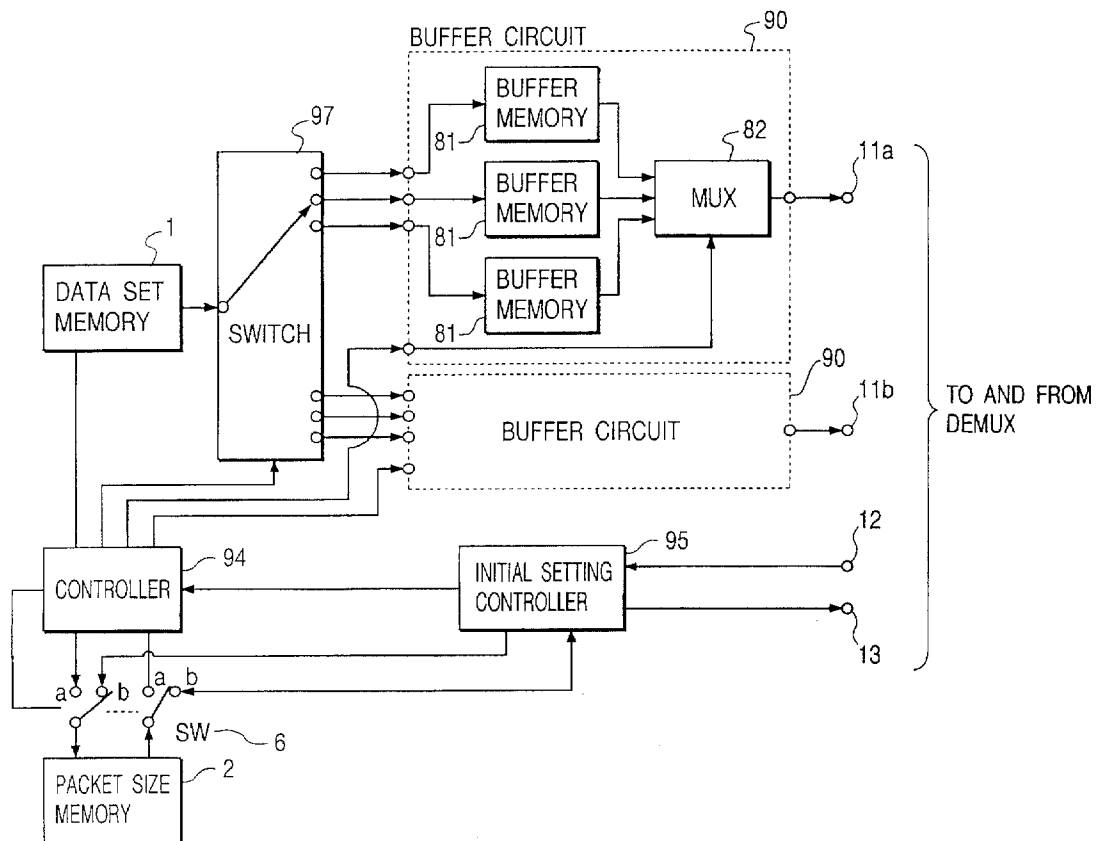 BUFFER CIRCUIT
90
97
BUFFER
MEMORY
81
82
11a
1
BUFFER
MEMORY
81
MUX
DATA SET
MEMORY
SWITCH
BUFFER
MEMORY
81
90
11b
TO AND FROM
DEMUX
BUFFER CIRCUIT
94
95
12
CONTROLLER
INITIAL SETTING
CONTROLLER
13
a
b
a
b
SW
6
2
PACKET SIZE
MEMORY